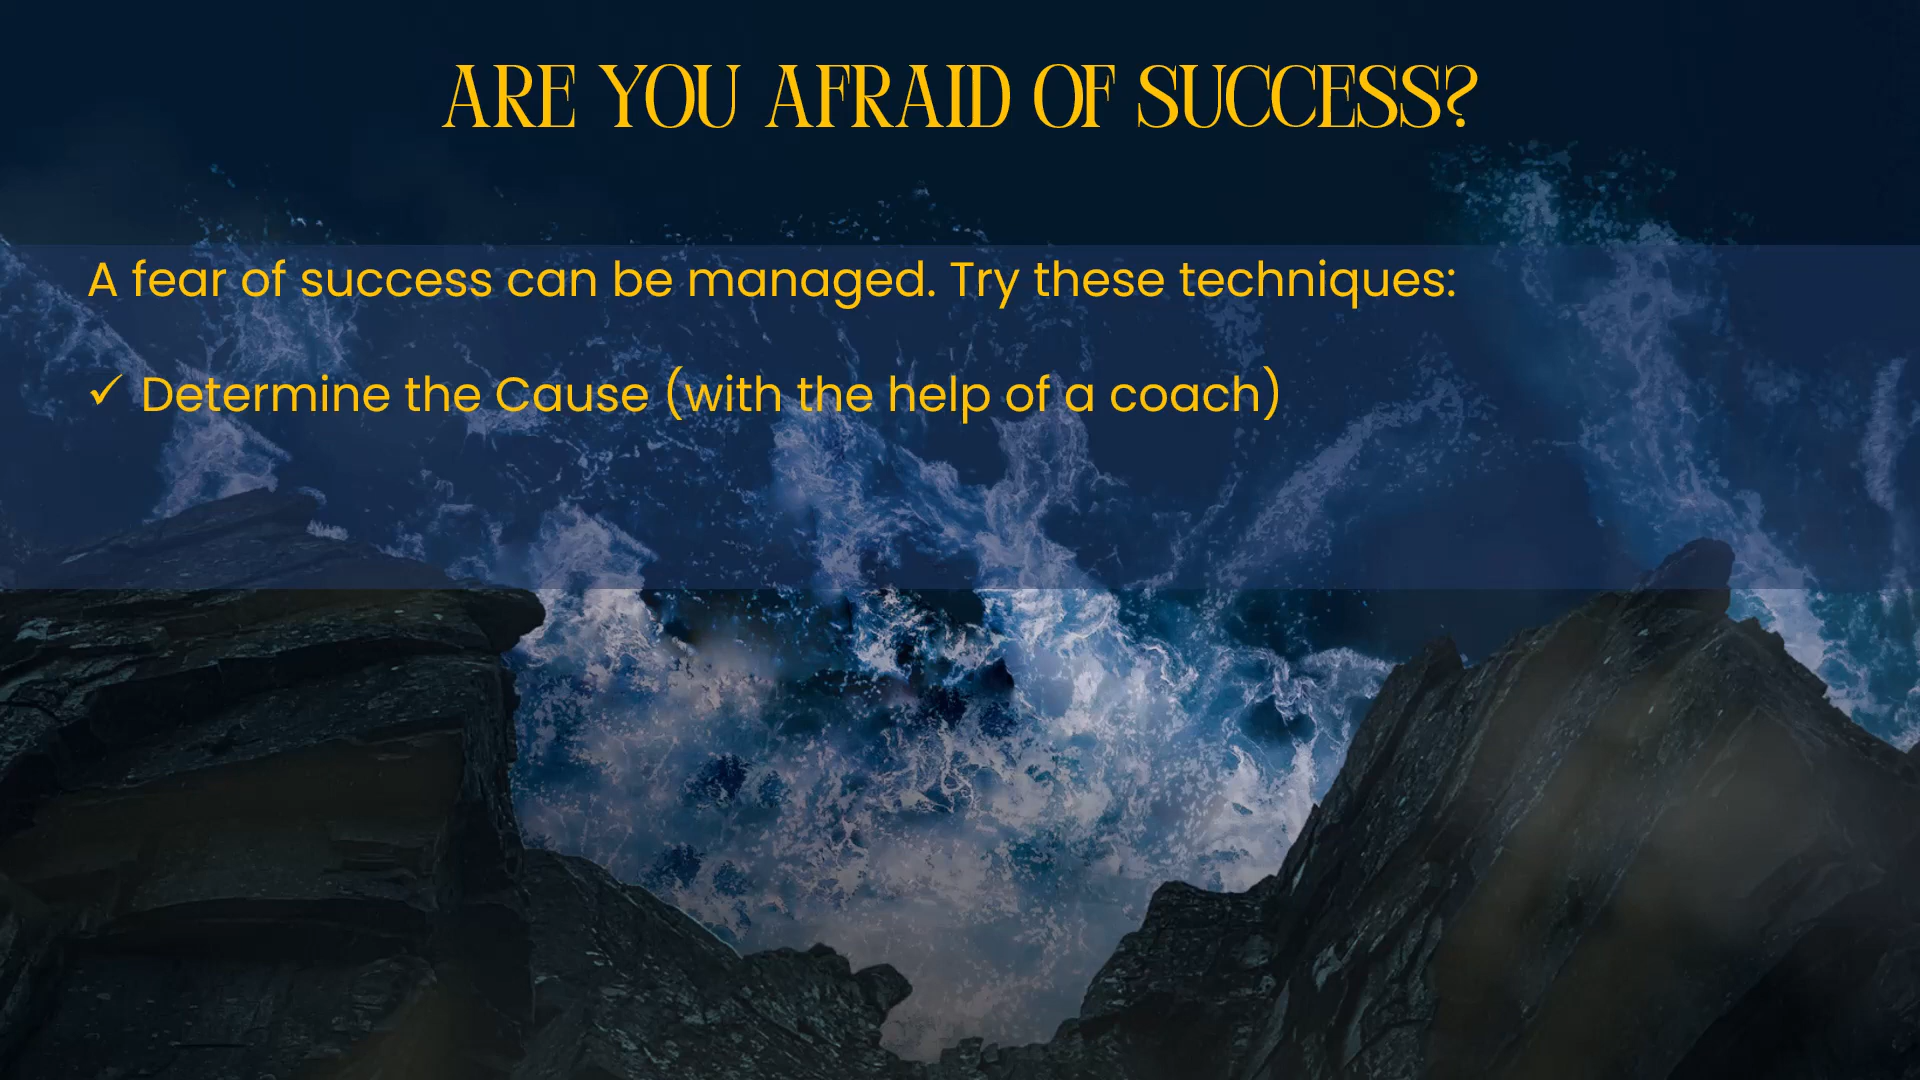 ARE YOU AFRAID OF SUCCESS?
A fear of success can be managed. Try these techniques:
✓ Determine the Cause (with the help of a coach)